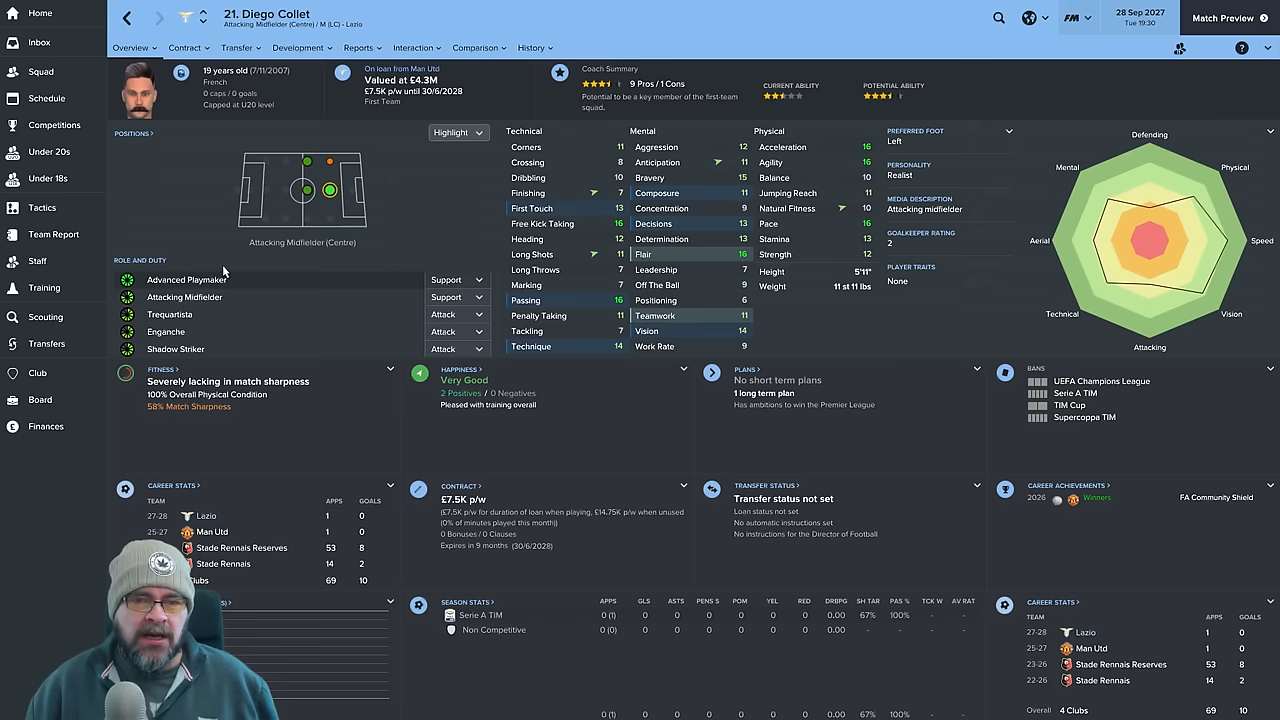 Home
Inbox
Squad
Schedule
Competitions
Under 20s
Under 18s
Tactics
Team Report
Staff
Training
Scouting
Transfers
Club
Board
Finances
21. Diego Collet
Attacking Midfielder (Centre) / M (LC) - Lazio
28 Sep 2027
Tue 19:30
FM
Match Preview
Overview
Contract
Transfer
Development
Reports
Interaction
Comparison
History
19 years old (7/11/2007)
French
0 caps / 0 goals
Capped at U20 level
On loan from Man Utd
Valued at £4.3M
£7.5K p/w until 30/6/2028
First Team
Coach Summary
9 Pros / 1 Cons
Potential to be a key member of the first-team
squad.
CURRENT ABILITY
POTENTIAL ABILITY
POSITIONS
Highlight
Attacking Midfielder (Centre)
ROLE AND DUTY
Advanced Playmaker Support
Attacking Midfielder Support
Trequartista Attack
Enganche Attack
Shadow Striker Attack
Technical
Corners 11
Crossing 8
Dribbling 10
Finishing 7
First Touch 13
Free Kick Taking 16
Heading 12
Long Shots 11
Long Throws 7
Marking 7
Passing 16
Penalty Taking 11
Tackling 7
Technique 14
Mental
Aggression 12
Anticipation 11
Bravery 15
Composure 11
Concentration 9
Decisions 13
Determination 13
Flair 16
Leadership 7
Off The Ball 9
Positioning 6
Teamwork 11
Vision 14
Work Rate 9
Physical
Acceleration 16
Agility 16
Balance 10
Jumping Reach 11
Natural Fitness 10
Pace 16
Stamina 13
Strength 12
Height 5'11"
Weight 11 st 11 lbs
PREFERRED FOOT
Left
PERSONALITY
Realist
MEDIA DESCRIPTION
Attacking midfielder
GOALKEEPER RATING
2
PLAYER TRAITS
None
Defending
Mental
Physical
Aerial
Speed
Technical
Vision
Attacking
FITNESS
Severely lacking in match sharpness
100% Overall Physical Condition
58% Match Sharpness
HAPPINESS
Very Good
2 Positives / 0 Negatives
Pleased with training overall
PLANS
No short term plans
1 long term plan
Has ambitions to win the Premier League
BANS
UEFA Champions League
Serie A TIM
TIM Cup
Supercoppa TIM
CAREER STATS
TEAM APPS GOALS
27-28 Lazio 1 0
25-27 Man Utd 1 0
Stade Rennais Reserves 53 8
Stade Rennais 14 2
Clubs 69 10
CONTRACT
£7.5K p/w
(£7.5K p/w for duration of loan when playing, £14.75K p/w when unused
(0% of minutes played this month))
0 Bonuses / 0 Clauses
Expires in 9 months (30/6/2028)
TRANSFER STATUS
Transfer status not set
Loan status not set
No automatic instructions set
No instructions for the Director of Football
CAREER ACHIEVEMENTS
2026 Winners FA Community Shield
SEASON STATS APPS GLS ASTS PENS S POM YEL RED DRBPG SH TAR PAS % TCK W AV RAT
Serie A TIM 0 (1) 0 0 0 0 0 0 0.00 67% 100% - -
Non Competitive 0 (0) 0 0 0 0 0 0 0.00 - - - -
0 (1) 0 0 0 0 0 0 0.00 67% 100% - -
CAREER STATS
TEAM APPS GOALS
27-28 Lazio 1 0
25-27 Man Utd 1 0
23-26 Stade Rennais Reserves 53 8
22-26 Stade Rennais 14 2
Overall 4 Clubs 69 10